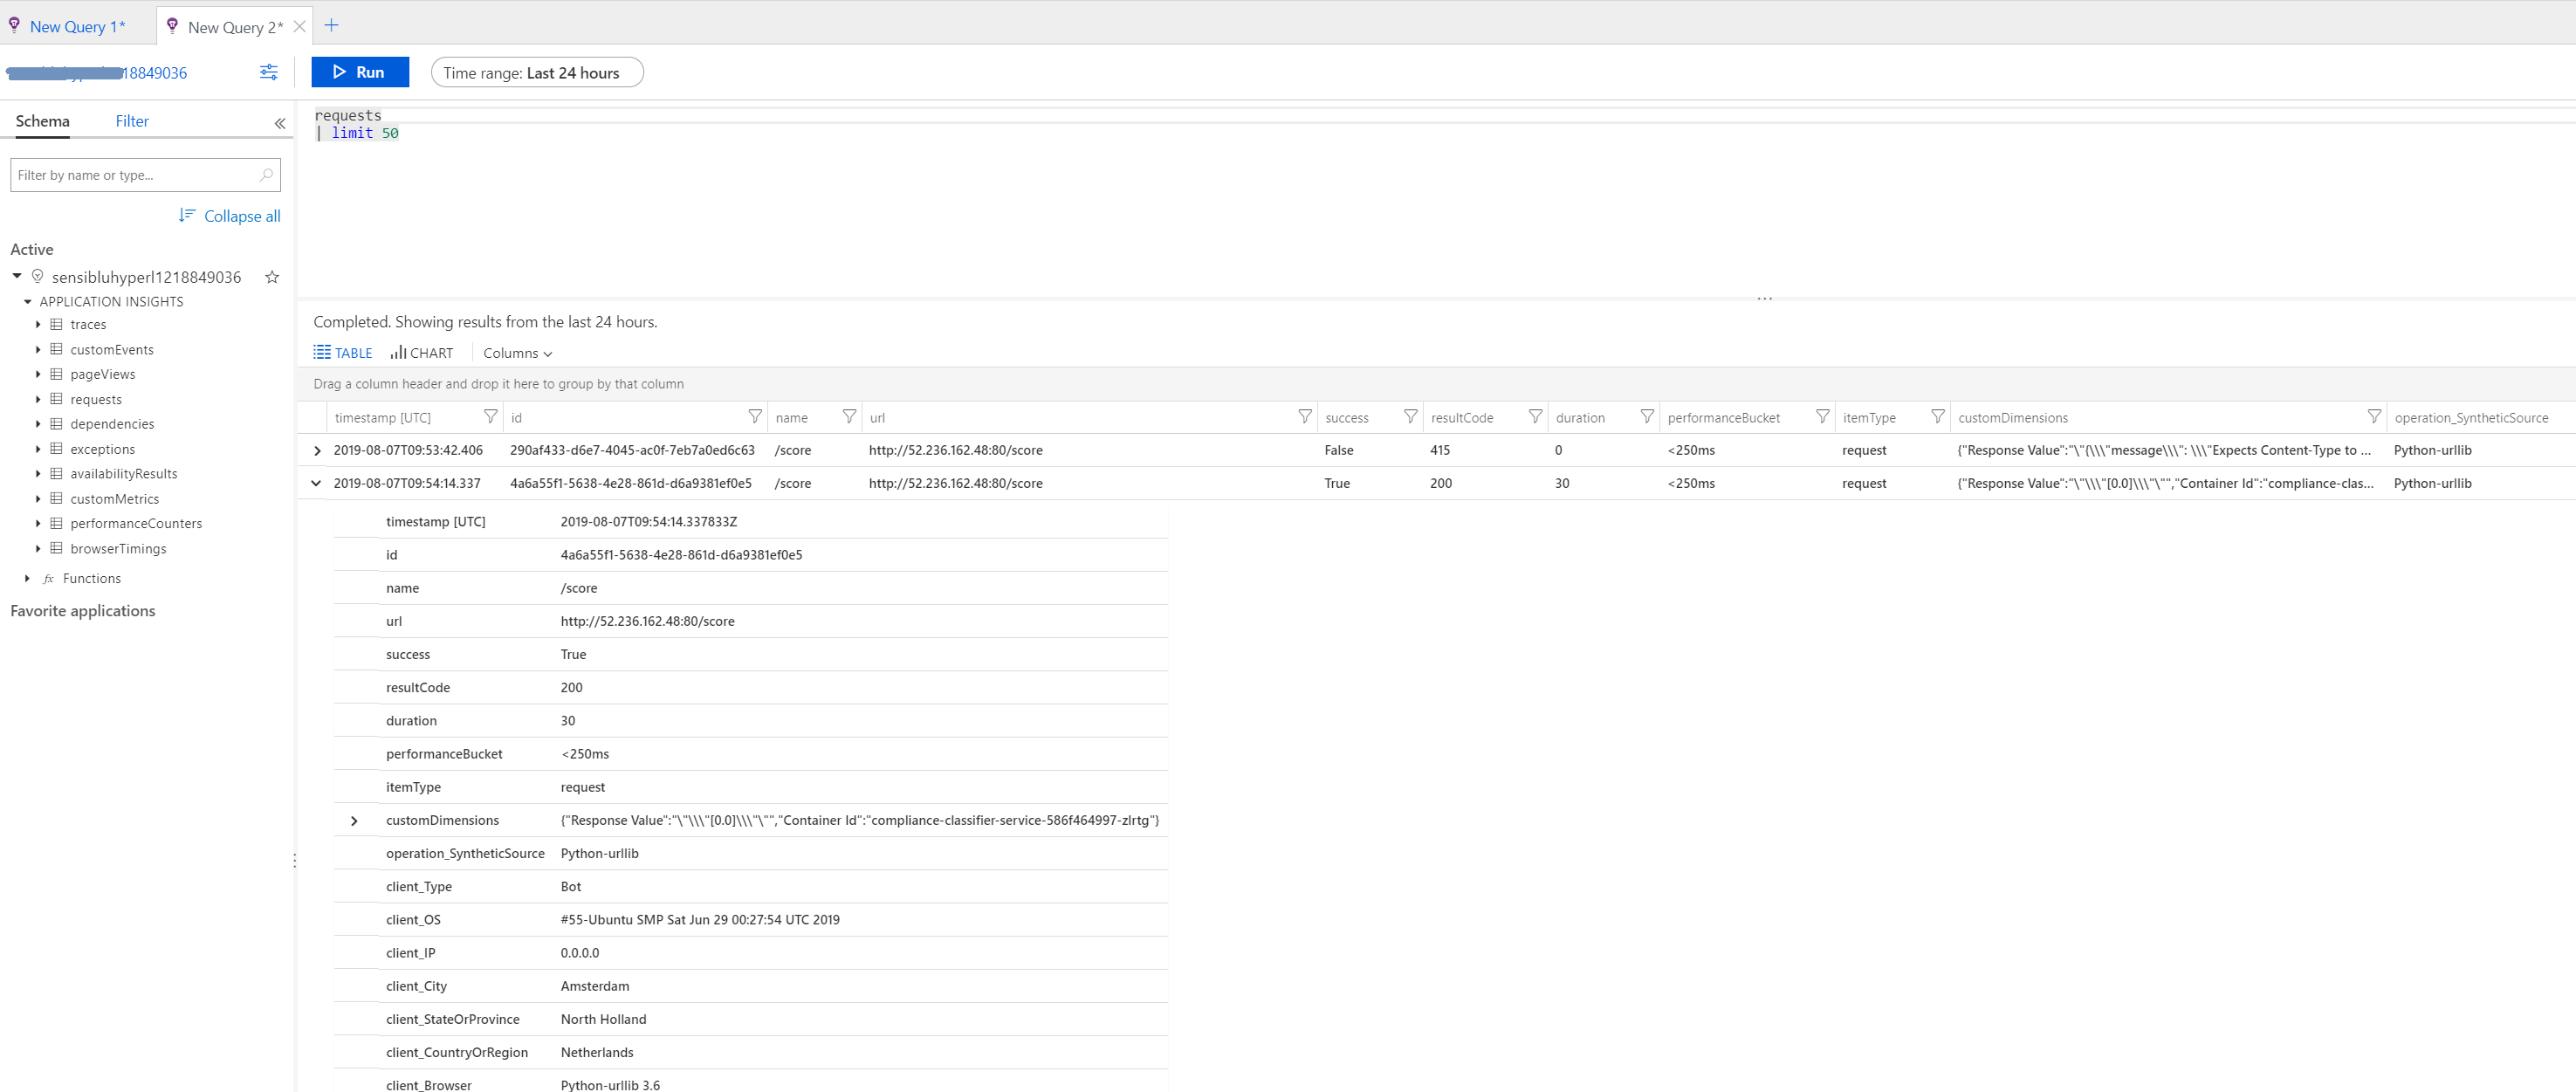 New Query 1*
New Query 2*
18849036
Run
Time range: Last 24 hours
Schema
Filter
requests
| limit 50
Filter by name or type...
Collapse all
Active
sensibluhyperl1218849036
APPLICATION INSIGHTS
traces
customEvents
pageViews
requests
dependencies
exceptions
availabilityResults
customMetrics
performanceCounters
browserTimings
fx Functions
Favorite applications
Completed. Showing results from the last 24 hours.
TABLE CHART Columns
Drag a column header and drop it here to group by that column
timestamp [UTC] id name url success resultCode duration performanceBucket itemType customDimensions operation_SyntheticSource
2019-08-07T09:53:42.406 290af433-d6e7-4045-ac0f-7eb7a0ed6c63 /score http://52.236.162.48:80/score False 415 0 <250ms request {"Response Value":"\"{\\\"message\\\": \\\"Expects Content-Type to ... Python-urllib
2019-08-07T09:54:14.337 4a6a55f1-5638-4e28-861d-d6a9381ef0e5 /score http://52.236.162.48:80/score True 200 30 <250ms request {"Response Value":"\"\\\"[0.0]\\\"\"","Container Id":"compliance-clas... Python-urllib
timestamp [UTC] 2019-08-07T09:54:14.337833Z
id 4a6a55f1-5638-4e28-861d-d6a9381ef0e5
name /score
url http://52.236.162.48:80/score
success True
resultCode 200
duration 30
performanceBucket <250ms
itemType request
customDimensions {"Response Value":"\"\\\"[0.0]\\\"\"","Container Id":"compliance-classifier-service-586f464997-zlrtg"}
operation_SyntheticSource Python-urllib
client_Type Bot
client_OS #55-Ubuntu SMP Sat Jun 29 00:27:54 UTC 2019
client_IP 0.0.0.0
client_City Amsterdam
client_StateOrProvince North Holland
client_CountryOrRegion Netherlands
client_Browser Python-urllib 3.6